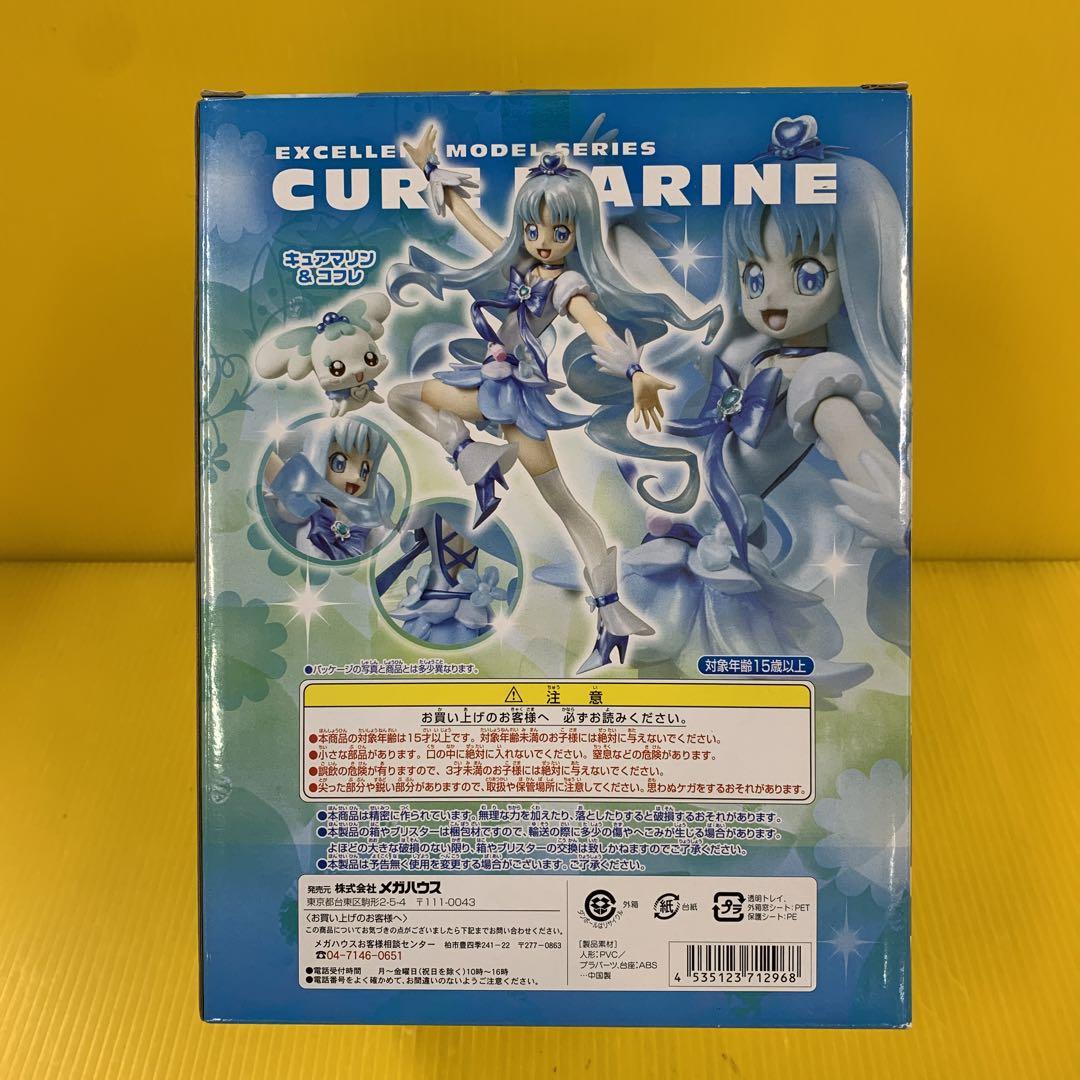 EXCELLEN MODEL SERIES
CURE MARINE
キュアマリン
&コフレ
●パッケージの写真と商品とは多少異なります。
対象年齢15歳以上
⚠注意
お買い上げのお客様へ 必ずお読みください。
●本商品の対象年齢は15才以上です。対象年齢未満のお子様には絶対に与えないでください。
●小さな部品があります。口の中に絶対に入れないでください。窒息などの危険があります。
●誤飲の危険が有りますので、3才未満のお子様には絶対に与えないでください。
●尖った部分や鋭い部分がありますので、取扱や保管場所に注意してください。思わぬケガをするおそれがあります。
●本商品は精密に作られています。無理な力を加えたり、落としたりすると破損するおそれがあります。
●本製品の箱やブリスターは梱包材ですので、輸送の際に多少の傷やへこみが生じる場合があります。
よほどの大きな破損のない限り、箱やブリスターの交換は致しかねますのでご了承ください。
●本製品は予告無く使用を変更する場合がございます。ご了承ください。
発売元 株式会社 メガハウス
東京都台東区駒形2-5-4 〒111-0043
〈お買い上げのお客様へ〉
この商品についてお気づきの点がございましたら下記までお問い合わせください。
メガハウスお客様相談センター 柏市豊四季241-22 〒277-0863
☎04-7146-0651
●電話受付時間 月〜金曜日(祝日を除く)10時〜16時
●電話番号をよく確かめて、お間違いのないようご注意ください。
外箱
ダンボールはリサイクル
紙 台紙
プラ 透明トレイ、
外箱窓シート:PET
保護シート:PE
[製品素材]
人形:PVC/
プラパーツ、台座:ABS
…中国製
4 535123 712968